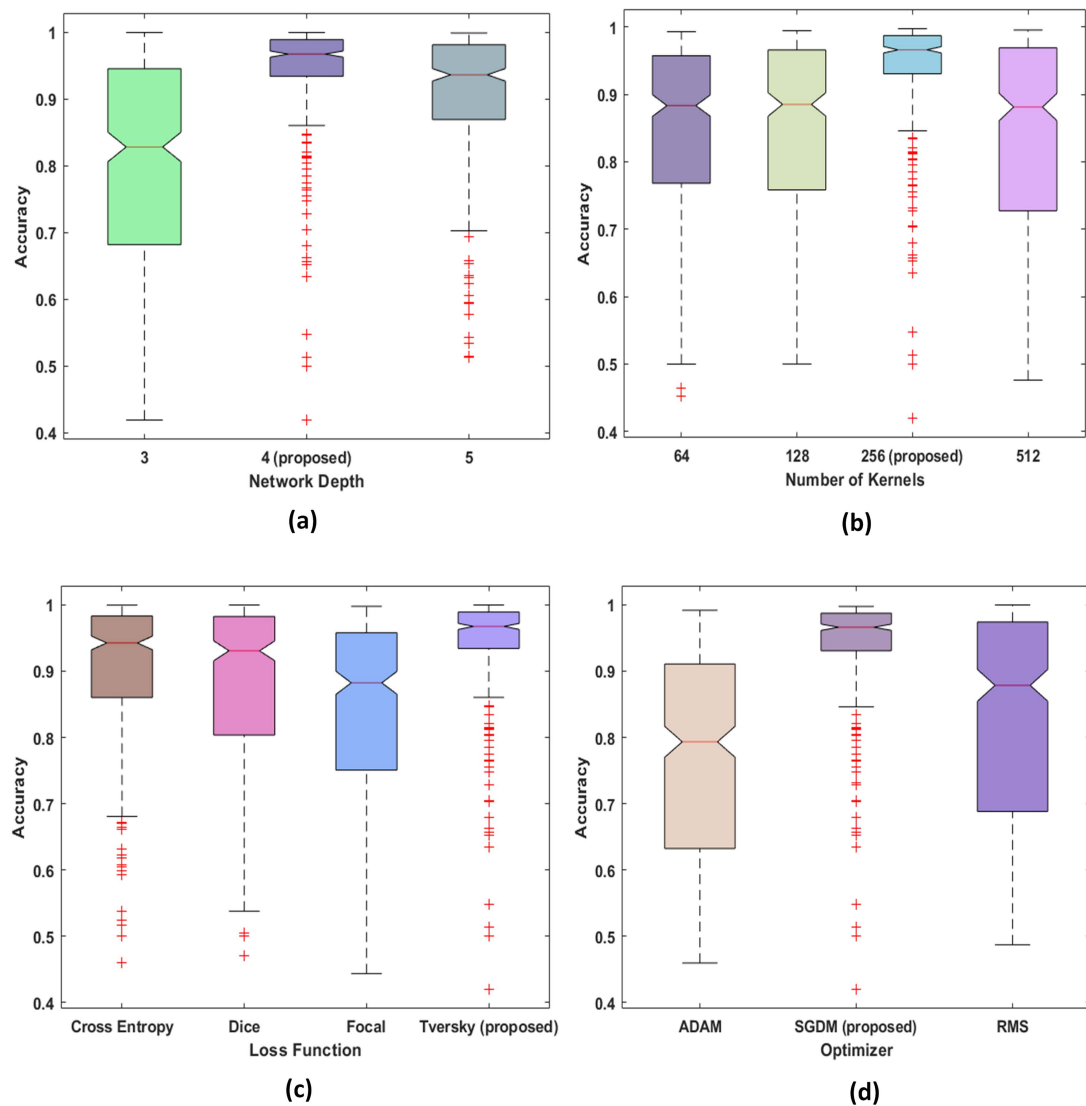 1
0.9
0.8
0.7
0.6
0.5
0.4
Accuracy
3 4 (proposed) 5
Network Depth
(a)
1
0.9
0.8
0.7
0.6
0.5
0.4
Accuracy
64 128 256 (proposed) 512
Number of Kernels
(b)
1
0.9
0.8
0.7
0.6
0.5
0.4
Accuracy
Cross Entropy Dice Focal Tversky (proposed)
Loss Function
(c)
1
0.9
0.8
0.7
0.6
0.5
0.4
Accuracy
ADAM SGDM (proposed) RMS
Optimizer
(d)